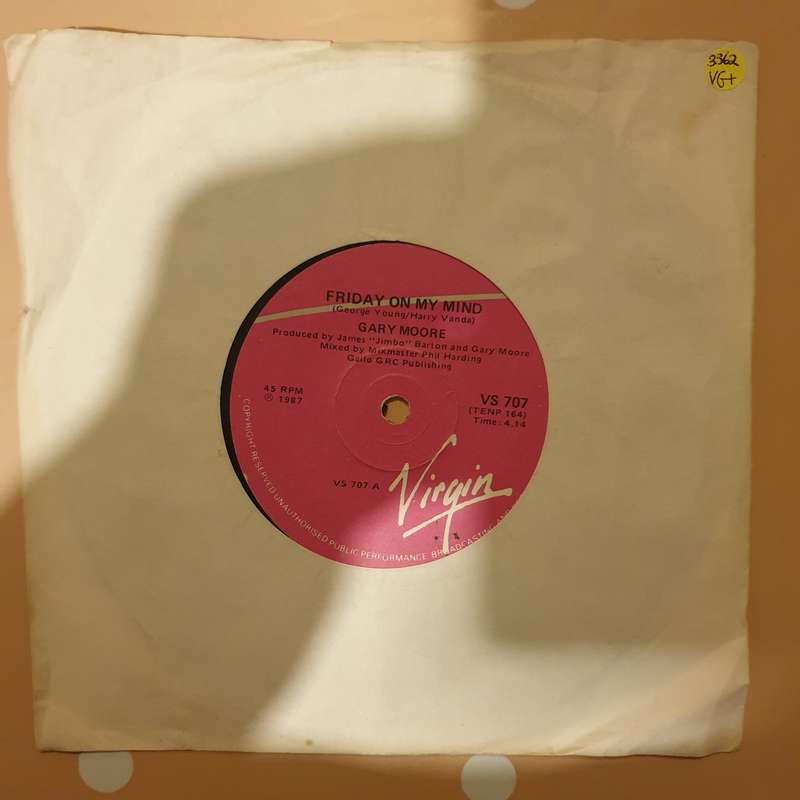 3362
VG+
FRIDAY ON MY MIND
(George Young/Harry Vanda)
GARY MOORE
Produced by James "Jimbo" Barton and Gary Moore
Mixed by Mixmaster Phil Harding
Guild GRC Publishing
45 RPM
℗ 1987
VS 707
(TENP 164)
Time: 4.14
VS 707 A
Virgin
COPYRIGHT RESERVED UNAUTHORISED PUBLIC PERFORMANCE BROADCASTING AND